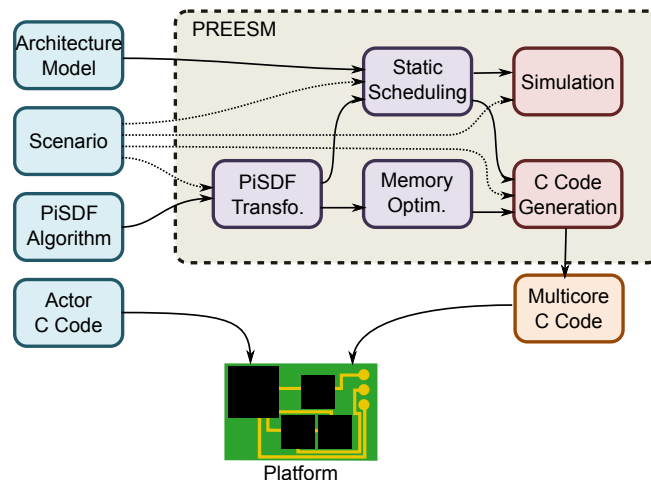 PREESM
Architecture
Model
Static
Scheduling
Simulation
Scenario
PiSDF
Transfo.
Memory
Optim.
C Code
Generation
PiSDF
Algorithm
Actor
C Code
Multicore
C Code
Platform